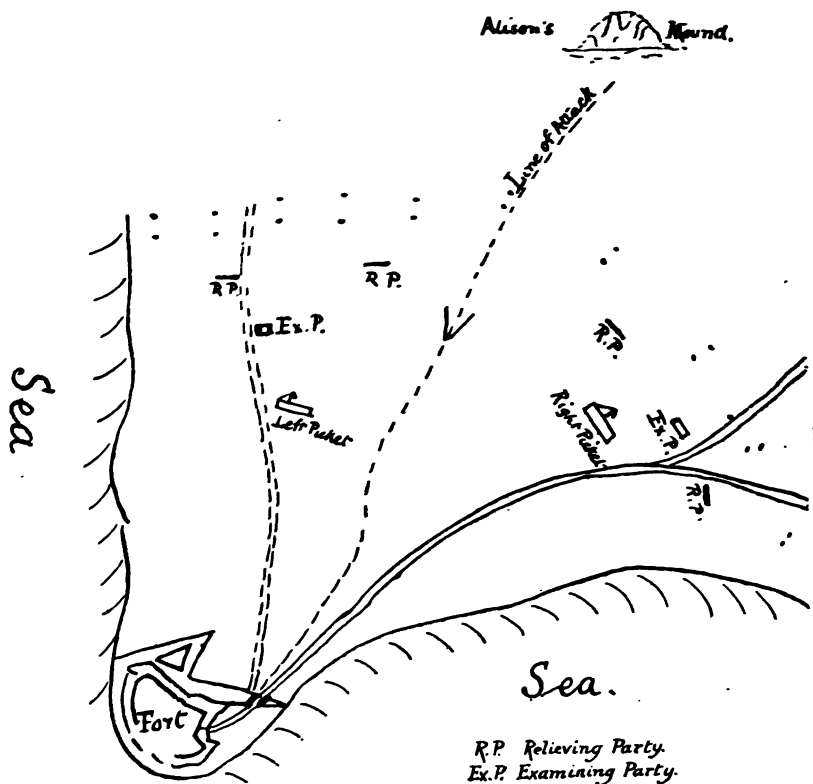 Alison's Mound.
Line of Attack
R.P.
R P.
Ex.P.
R.P.
Left Picket
Right Picket
Ex.P.
R.P.
Sea
Sea.
Fort
R.P. Relieving Party.
Ex.P. Examining Party.